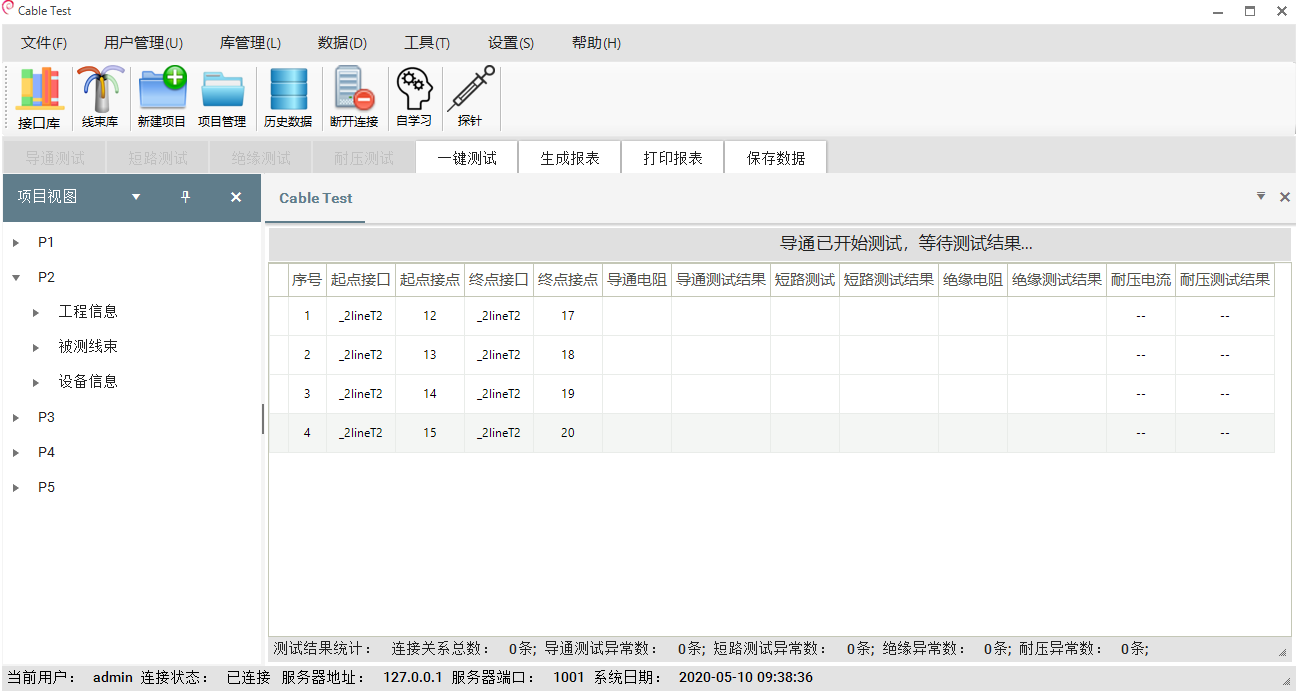 Cable Test
文件(F) 用户管理(U) 库管理(L) 数据(D) 工具(T) 设置(S) 帮助(H)
接口库 线束库 新建项目 项目管理 历史数据 断开连接 自学习 探针
导通测试 短路测试 绝缘测试 耐压测试 一键测试 生成报表 打印报表 保存数据
项目视图
Cable Test
P1
P2
工程信息
被测线束
设备信息
P3
P4
P5
导通已开始测试，等待测试结果...
序号 起点接口 起点接点 终点接口 终点接点 导通电阻 导通测试结果 短路测试 短路测试结果 绝缘电阻 绝缘测试结果 耐压电流 耐压测试结果
1 _2lineT2 12 _2lineT2 17 -- --
2 _2lineT2 13 _2lineT2 18 -- --
3 _2lineT2 14 _2lineT2 19 -- --
4 _2lineT2 15 _2lineT2 20 -- --
测试结果统计： 连接关系总数： 0条; 导通测试异常数： 0条; 短路测试异常数： 0条; 绝缘异常数： 0条; 耐压异常数： 0条;
当前用户： admin 连接状态： 已连接 服务器地址： 127.0.0.1 服务器端口： 1001 系统日期： 2020-05-10 09:38:36